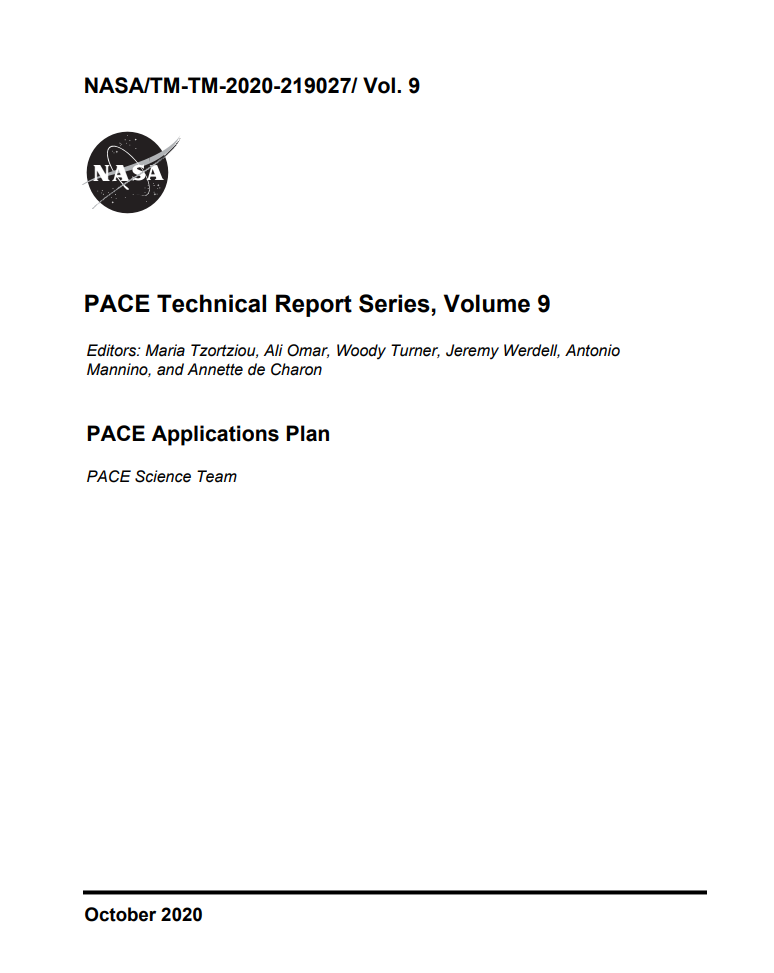 NASA/TM-TM-2020-219027/ Vol. 9
NASA
PACE Technical Report Series, Volume 9
Editors: Maria Tzortziou, Ali Omar, Woody Turner, Jeremy Werdell, Antonio
Mannino, and Annette de Charon
PACE Applications Plan
PACE Science Team
October 2020